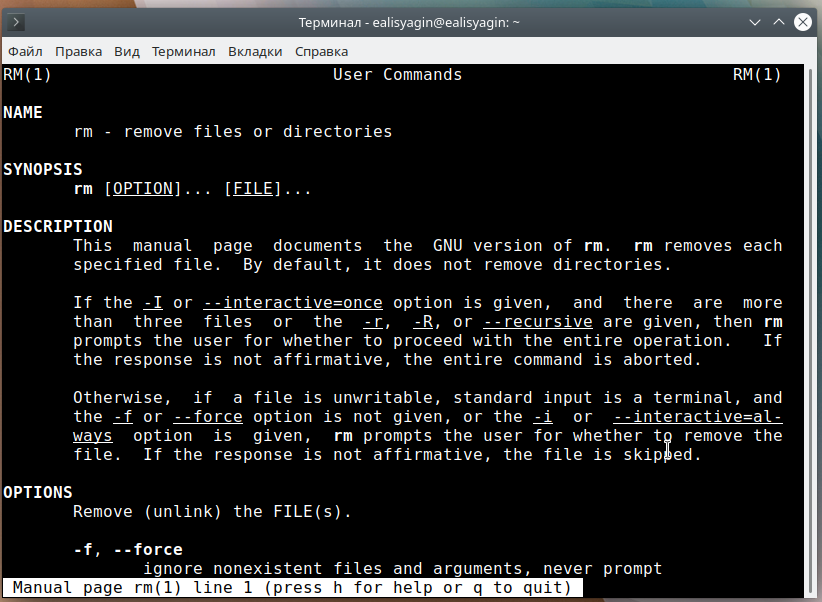 Терминал - ealisyagin@ealisyagin: ~
Файл Правка Вид Терминал Вкладки Справка
RM(1) User Commands RM(1)
NAME
rm - remove files or directories
SYNOPSIS
rm [OPTION]... [FILE]...
DESCRIPTION
This manual page documents the GNU version of rm. rm removes each
specified file. By default, it does not remove directories.
If the -I or --interactive=once option is given, and there are more
than three files or the -r, -R, or --recursive are given, then rm
prompts the user for whether to proceed with the entire operation. If
the response is not affirmative, the entire command is aborted.
Otherwise, if a file is unwritable, standard input is a terminal, and
the -f or --force option is not given, or the -i or --interactive=al-
ways option is given, rm prompts the user for whether to remove the
file. If the response is not affirmative, the file is skipped.
OPTIONS
Remove (unlink) the FILE(s).
-f, --force
ignore nonexistent files and arguments, never prompt
Manual page rm(1) line 1 (press h for help or q to quit)